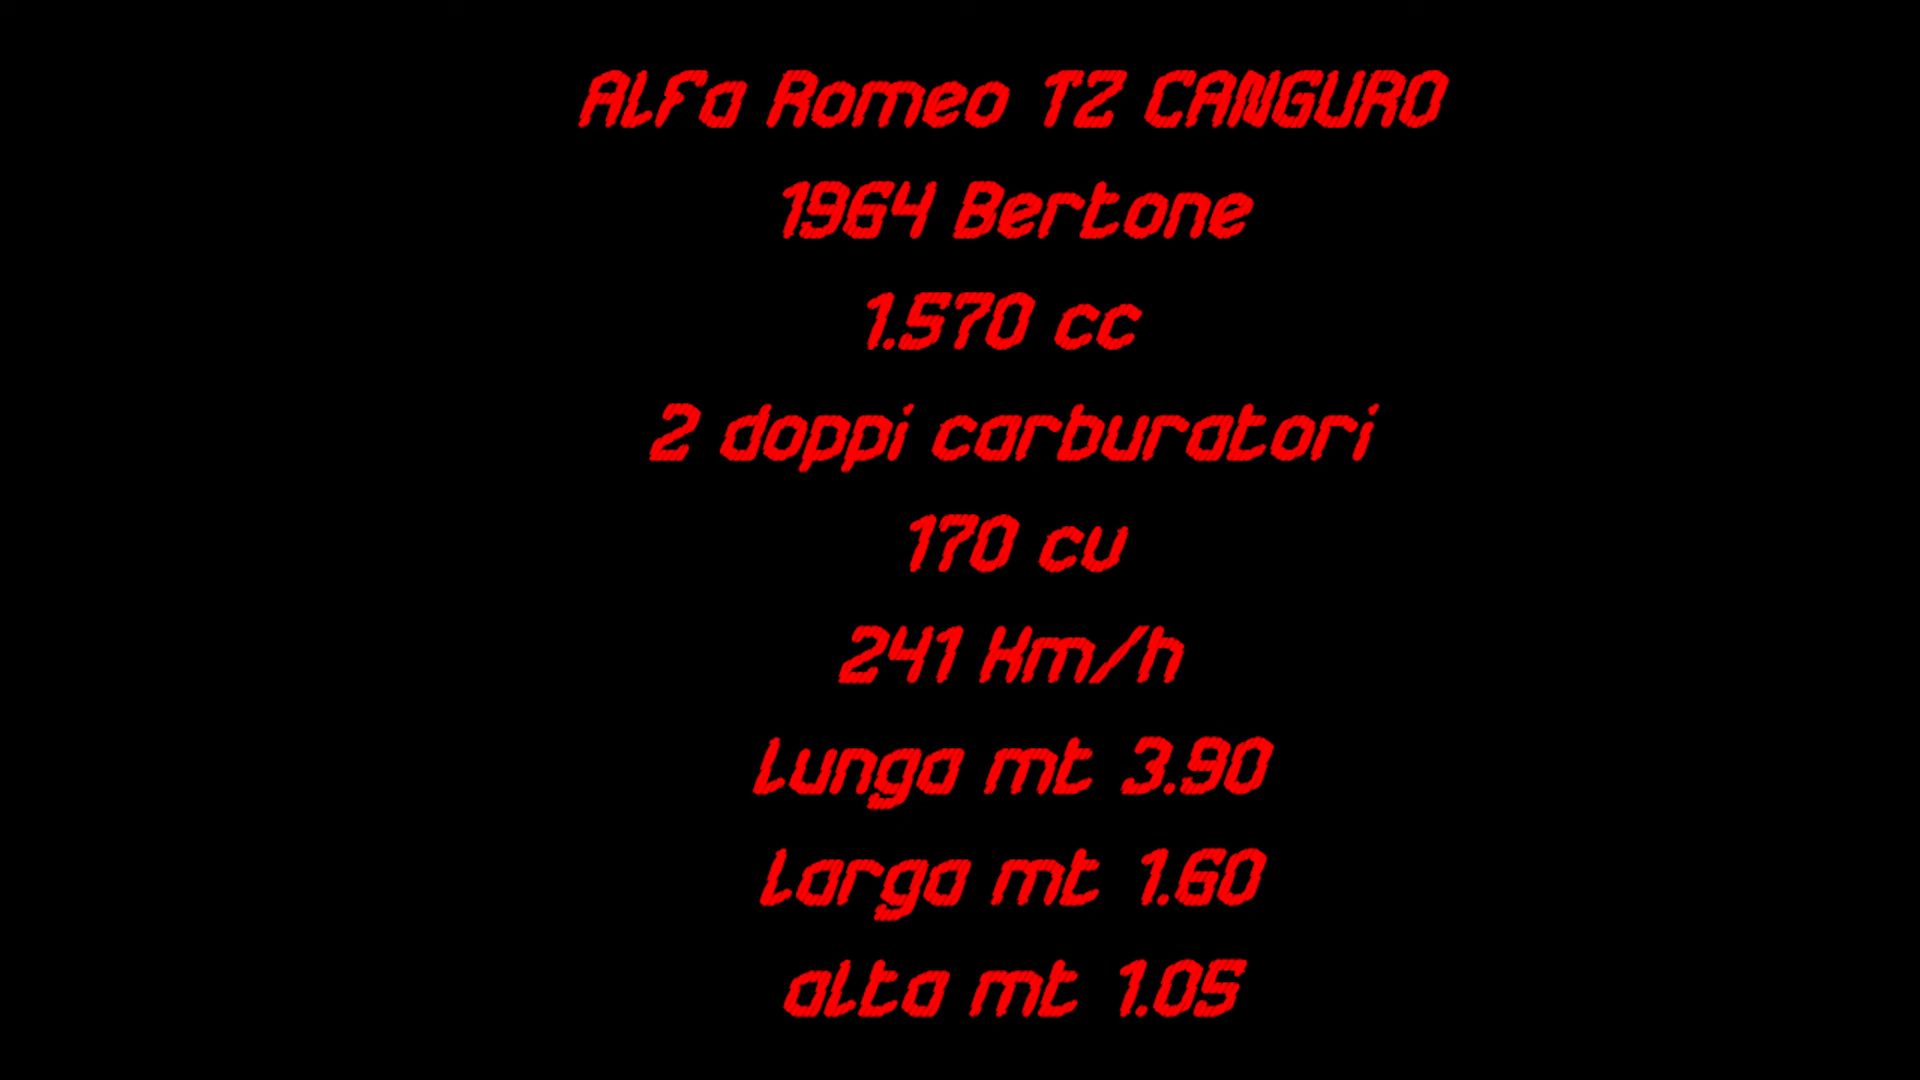 Alfa Romeo TZ CANGURO
1964 Bertone
1.570 cc
2 doppi carburatori
170 cv
241 Km/h
lunga mt 3.90
larga mt 1.60
alta mt 1.05